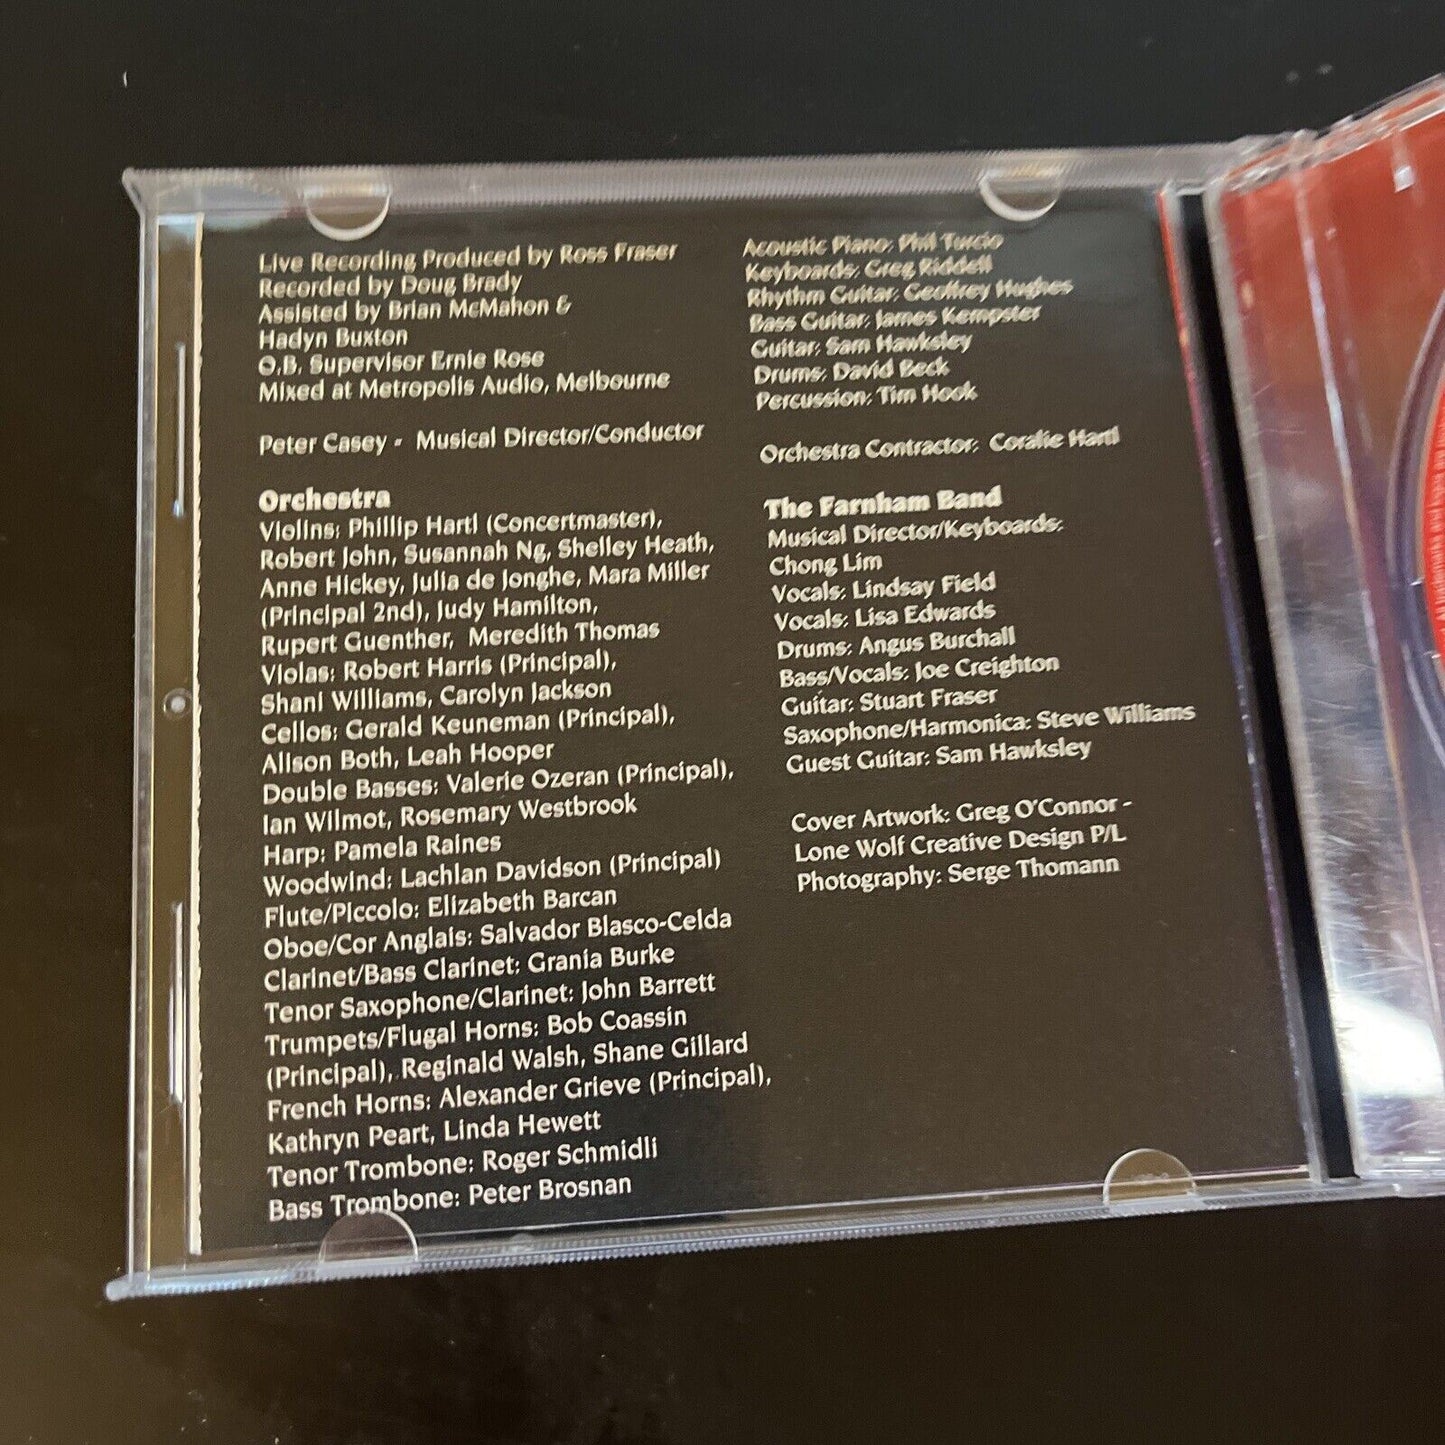 Live Recording Produced by Ross Fraser
Recorded by Doug Brady
Assisted by Brian McMahon &
Hadyn Buxton
O.B. Supervisor Ernie Rose
Mixed at Metropolis Audio, Melbourne
Peter Casey - Musical Director/Conductor
Orchestra
Violins: Phillip Hartl (Concertmaster),
Robert John, Susannah Ng, Shelley Heath,
Anne Hickey, Julia de Jonghe, Mara Miller
(Principal 2nd), Judy Hamilton,
Rupert Guenther, Meredith Thomas
Violas: Robert Harris (Principal),
Shani Williams, Carolyn Jackson
Cellos: Gerald Keuneman (Principal),
Alison Both, Leah Hooper
Double Basses: Valerie Ozeran (Principal),
Ian Wilmot, Rosemary Westbrook
Harp: Pamela Raines
Woodwind: Lachlan Davidson (Principal)
Flute/Piccolo: Elizabeth Barcan
Oboe/Cor Anglais: Salvador Blasco-Celda
Clarinet/Bass Clarinet: Grania Burke
Tenor Saxophone/Clarinet: John Barrett
Trumpets/Flugal Horns: Bob Coassin
(Principal), Reginald Walsh, Shane Gillard
French Horns: Alexander Grieve (Principal),
Kathryn Peart, Linda Hewett
Tenor Trombone: Roger Schmidli
Bass Trombone: Peter Brosnan
Acoustic Piano: Phil Turcio
Keyboards: Greg Riddell
Rhythm Guitar: Geoffrey Hughes
Bass Guitar: James Kempster
Guitar: Sam Hawksley
Drums: David Beck
Percussion: Tim Hook
Orchestra Contractor: Coralie Hartl
The Farnham Band
Musical Director/Keyboards:
Chong Lim
Vocals: Lindsay Field
Vocals: Lisa Edwards
Drums: Angus Burchall
Bass/Vocals: Joe Creighton
Guitar: Stuart Fraser
Saxophone/Harmonica: Steve Williams
Guest Guitar: Sam Hawksley
Cover Artwork: Greg O'Connor -
Lone Wolf Creative Design P/L
Photography: Serge Thomann